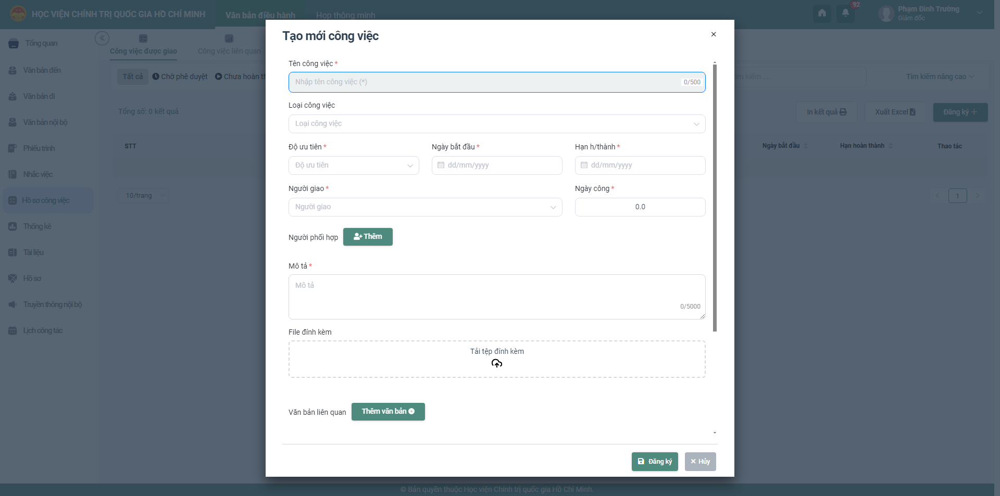 HỌC VIỆN CHÍNH TRỊ QUỐC GIA HỒ CHÍ MINH
Văn bản điều hành
Họp thông minh
92
Phạm Đình Trường
Giám đốc
Tổng quan
Văn bản đến
Văn bản đi
Văn bản nội bộ
Phiếu trình
Nhắc việc
Hồ sơ công việc
Thống kê
Tài liệu
Hồ sơ
Truyền thông nội bộ
Lịch công tác
Công việc được giao
Công việc liên quan
Tất cả
Chờ phê duyệt
Chưa hoàn
kiếm ....
Tìm kiếm nâng cao
Tổng số: 0 kết quả
In kết quả
Xuất Excel
Đăng ký
STT
Ngày bắt đầu
Hạn hoàn thành
Thao tác
10/trang
1
Tạo mới công việc
Tên công việc *
Nhập tên công việc (*)
0/500
Loại công việc
Loại công việc
Độ ưu tiên *
Ngày bắt đầu *
Hạn h/thành *
Độ ưu tiên
dd/mm/yyyy
dd/mm/yyyy
Người giao *
Ngày công *
Người giao
0.0
Người phối hợp
Thêm
Mô tả *
Mô tả
0/5000
File đính kèm
Tải tệp đính kèm
Văn bản liên quan
Thêm văn bản
Đăng ký
Hủy
© Bản quyền thuộc Học viện Chính trị quốc gia Hồ Chí Minh.